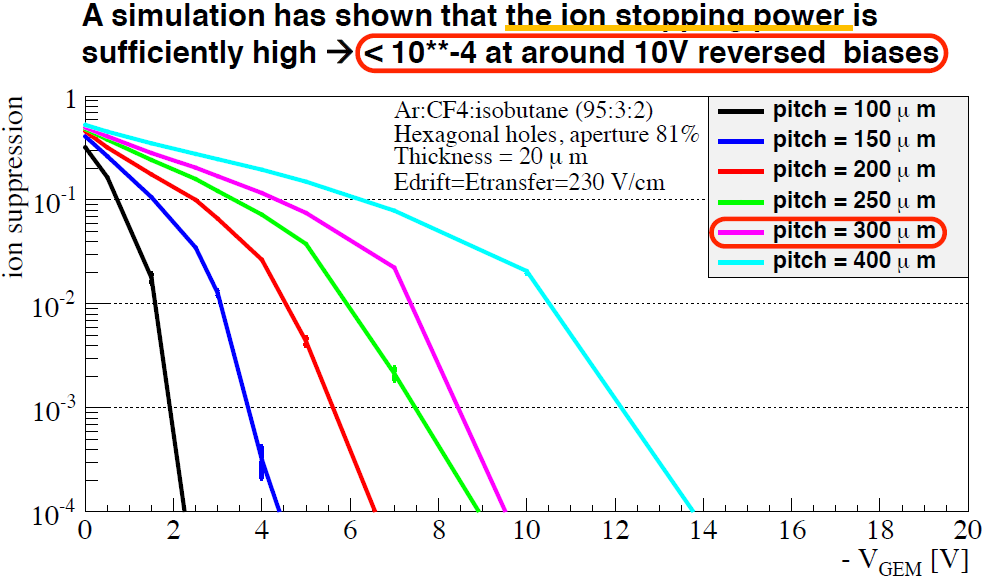 A simulation has shown that the ion stopping power is
sufficiently high → < 10**-4 at around 10V reversed biases
ion suppression
1
10⁻¹
10⁻²
10⁻³
10⁻⁴
Ar:CF4:isobutane (95:3:2)
Hexagonal holes, aperture 81%
Thickness = 20 μ m
Edrift=Etransfer=230 V/cm
pitch = 100 μ m
pitch = 150 μ m
pitch = 200 μ m
pitch = 250 μ m
pitch = 300 μ m
pitch = 400 μ m
0 2 4 6 8 10 12 14 16 18 20
- V_GEM [V]